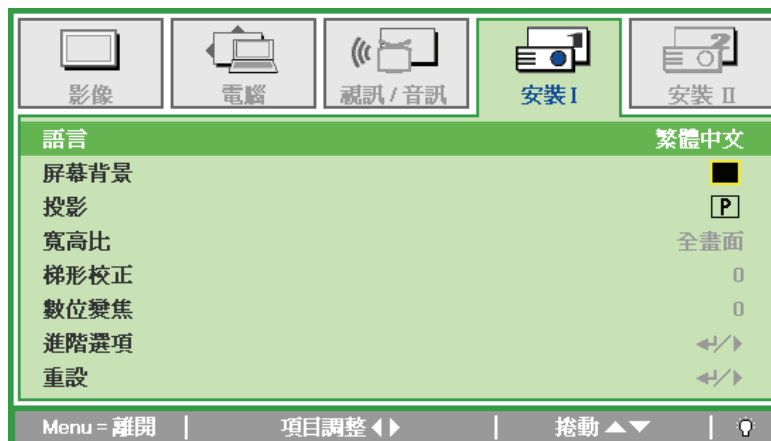 影像 電腦 視訊 / 音訊 安裝 I 安裝 II
語言 繁體中文
屏幕背景
投影 P
寬高比 全畫面
梯形校正 0
數位變焦 0
進階選項
重設
Menu = 離開 項目調整 捲動